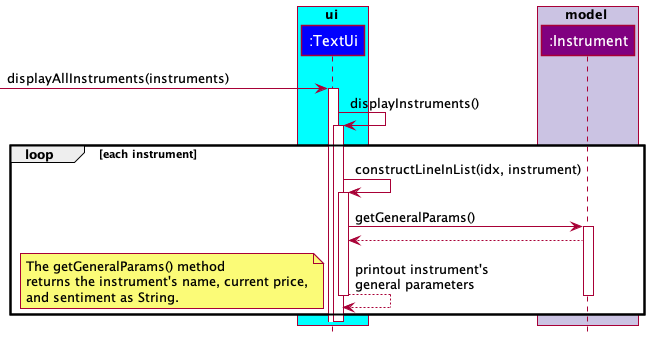 ui
model
:TextUi
:Instrument
displayAllInstruments(instruments)
displayInstruments()
loop
[each instrument]
constructLineInList(idx, instrument)
getGeneralParams()
The getGeneralParams() method
returns the instrument's name, current price,
and sentiment as String.
printout instrument's
general parameters